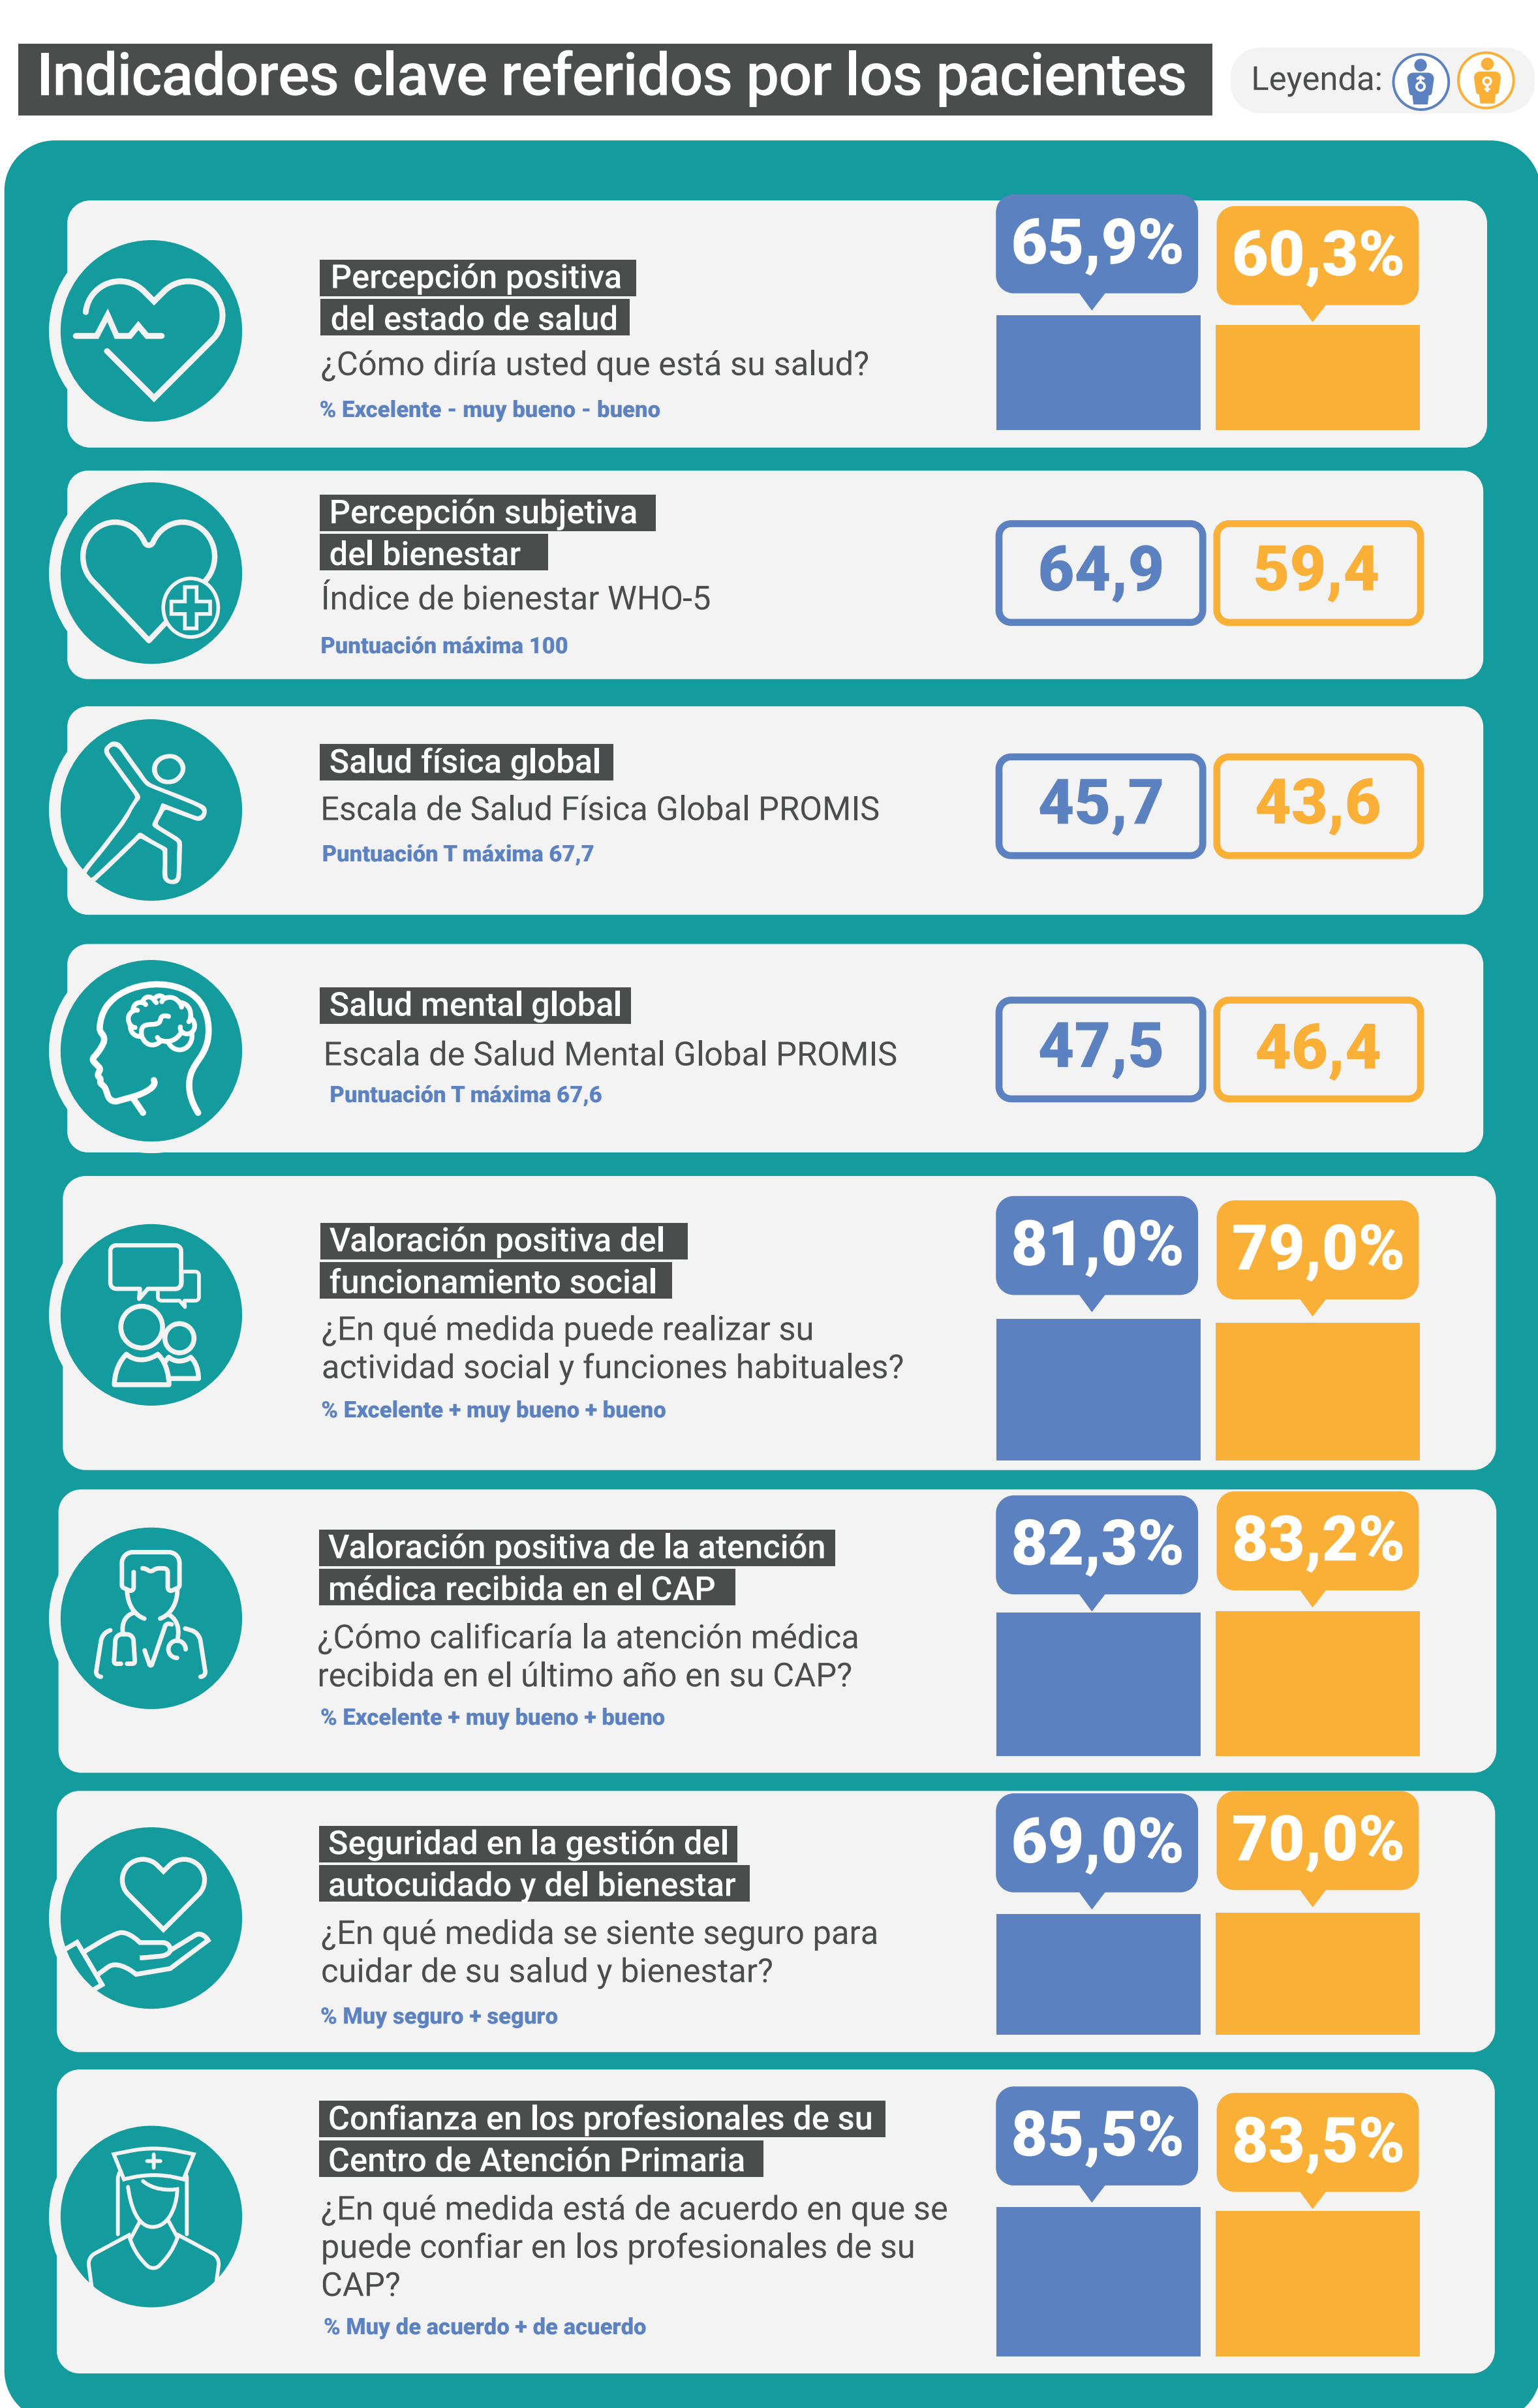 Indicadores clave referidos por los pacientes
Leyenda:
Percepción positiva
del estado de salud
¿Cómo diría usted que está su salud?
% Excelente - muy bueno - bueno
65,9%
60,3%
Percepción subjetiva
del bienestar
Índice de bienestar WHO-5
Puntuación máxima 100
64,9
59,4
Salud física global
Escala de Salud Física Global PROMIS
Puntuación T máxima 67,7
45,7
43,6
Salud mental global
Escala de Salud Mental Global PROMIS
Puntuación T máxima 67,6
47,5
46,4
Valoración positiva del
funcionamiento social
¿En qué medida puede realizar su
actividad social y funciones habituales?
% Excelente + muy bueno + bueno
81,0%
79,0%
Valoración positiva de la atención
médica recibida en el CAP
¿Cómo calificaría la atención médica
recibida en el último año en su CAP?
% Excelente + muy bueno + bueno
82,3%
83,2%
Seguridad en la gestión del
autocuidado y del bienestar
¿En qué medida se siente seguro para
cuidar de su salud y bienestar?
% Muy seguro + seguro
69,0%
70,0%
Confianza en los profesionales de su
Centro de Atención Primaria
¿En qué medida está de acuerdo en que se
puede confiar en los profesionales de su
CAP?
% Muy de acuerdo + de acuerdo
85,5%
83,5%